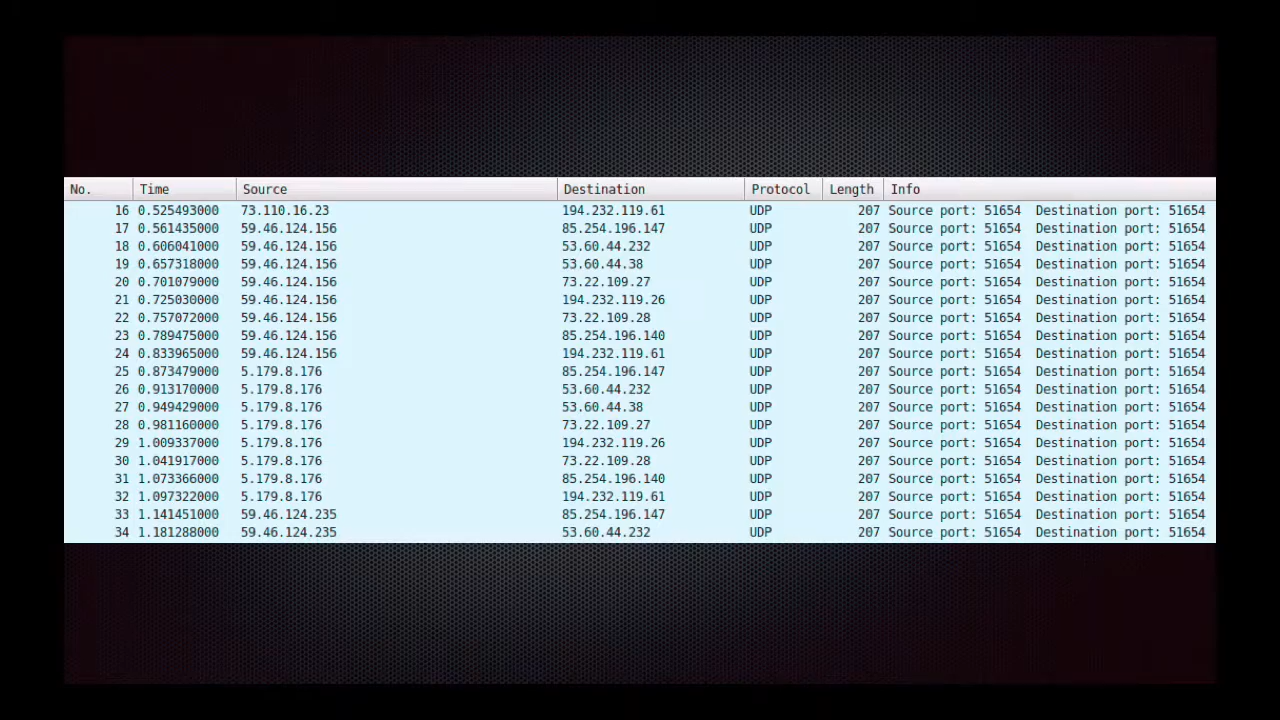 No. Time Source Destination Protocol Length Info
16 0.525493000 73.110.16.23 194.232.119.61 UDP 207 Source port: 51654 Destination port: 51654
17 0.561435000 59.46.124.156 85.254.196.147 UDP 207 Source port: 51654 Destination port: 51654
18 0.606041000 59.46.124.156 53.60.44.232 UDP 207 Source port: 51654 Destination port: 51654
19 0.657318000 59.46.124.156 53.60.44.38 UDP 207 Source port: 51654 Destination port: 51654
20 0.701079000 59.46.124.156 73.22.109.27 UDP 207 Source port: 51654 Destination port: 51654
21 0.725030000 59.46.124.156 194.232.119.26 UDP 207 Source port: 51654 Destination port: 51654
22 0.757072000 59.46.124.156 73.22.109.28 UDP 207 Source port: 51654 Destination port: 51654
23 0.789475000 59.46.124.156 85.254.196.140 UDP 207 Source port: 51654 Destination port: 51654
24 0.833965000 59.46.124.156 194.232.119.61 UDP 207 Source port: 51654 Destination port: 51654
25 0.873479000 5.179.8.176 85.254.196.147 UDP 207 Source port: 51654 Destination port: 51654
26 0.913170000 5.179.8.176 53.60.44.232 UDP 207 Source port: 51654 Destination port: 51654
27 0.949429000 5.179.8.176 53.60.44.38 UDP 207 Source port: 51654 Destination port: 51654
28 0.981160000 5.179.8.176 73.22.109.27 UDP 207 Source port: 51654 Destination port: 51654
29 1.009337000 5.179.8.176 194.232.119.26 UDP 207 Source port: 51654 Destination port: 51654
30 1.041917000 5.179.8.176 73.22.109.28 UDP 207 Source port: 51654 Destination port: 51654
31 1.073366000 5.179.8.176 85.254.196.140 UDP 207 Source port: 51654 Destination port: 51654
32 1.097322000 5.179.8.176 194.232.119.61 UDP 207 Source port: 51654 Destination port: 51654
33 1.141451000 59.46.124.235 85.254.196.147 UDP 207 Source port: 51654 Destination port: 51654
34 1.181288000 59.46.124.235 53.60.44.232 UDP 207 Source port: 51654 Destination port: 51654